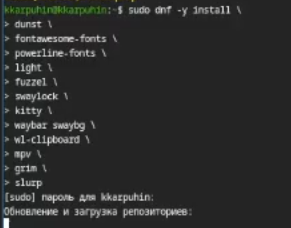 kkarpuhin@kkarpuhin:~$ sudo dnf -y install \
> dunst \
> fontawesome-fonts \
> powerline-fonts \
> light \
> fuzzel \
> swaylock \
> kitty \
> waybar swaybg \
> wl-clipboard \
> mpv \
> grim \
> slurp
[sudo] пароль для kkarpuhin:
Обновление и загрузка репозиториев: